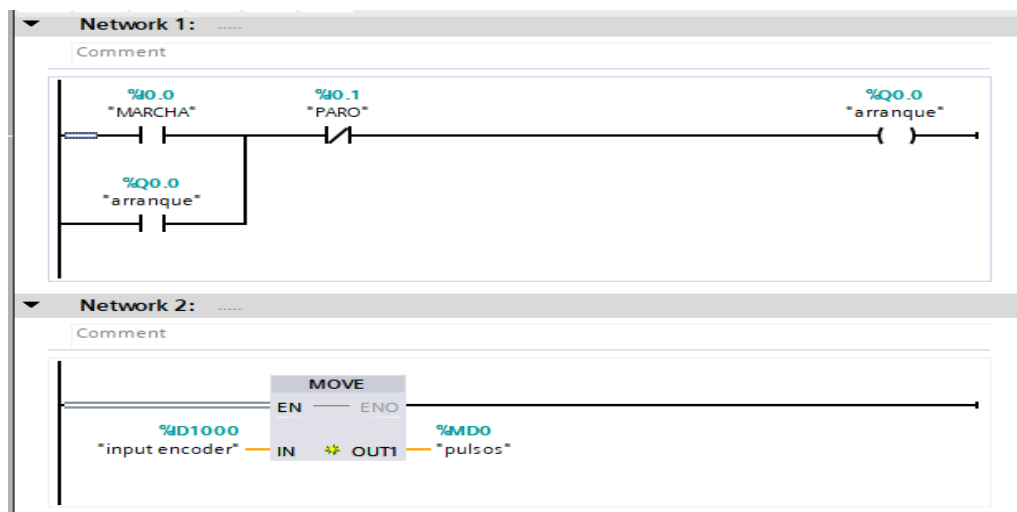 Network 1: .....
Comment
%I0.0 %I0.1 %Q0.0
"MARCHA" "PARO" "arranque"
%Q0.0
"arranque"
Network 2: .....
Comment
MOVE
EN ENO
%ID1000 %MD0
"input encoder" IN OUT1 "pulsos"